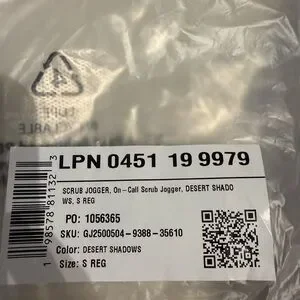 LPN 0451 19 9979
SCRUB JOGGER, On-Call Scrub Jogger, DESERT SHADO
WS, S REG
PO: 1056365
SKU: GJ2500504-9388-35610
Color: DESERT SHADOWS
Size: S REG
1 98578 81132 3